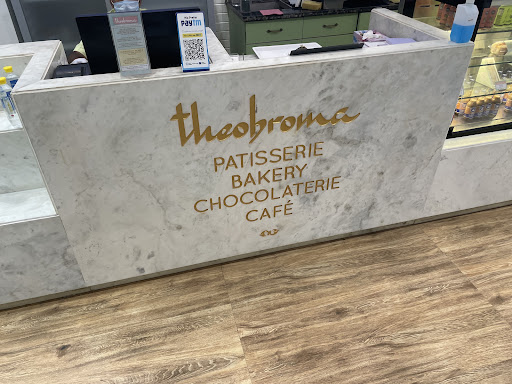 theobroma
PATISSERIE
BAKERY
CHOCOLATERIE
CAFÉ
paytm